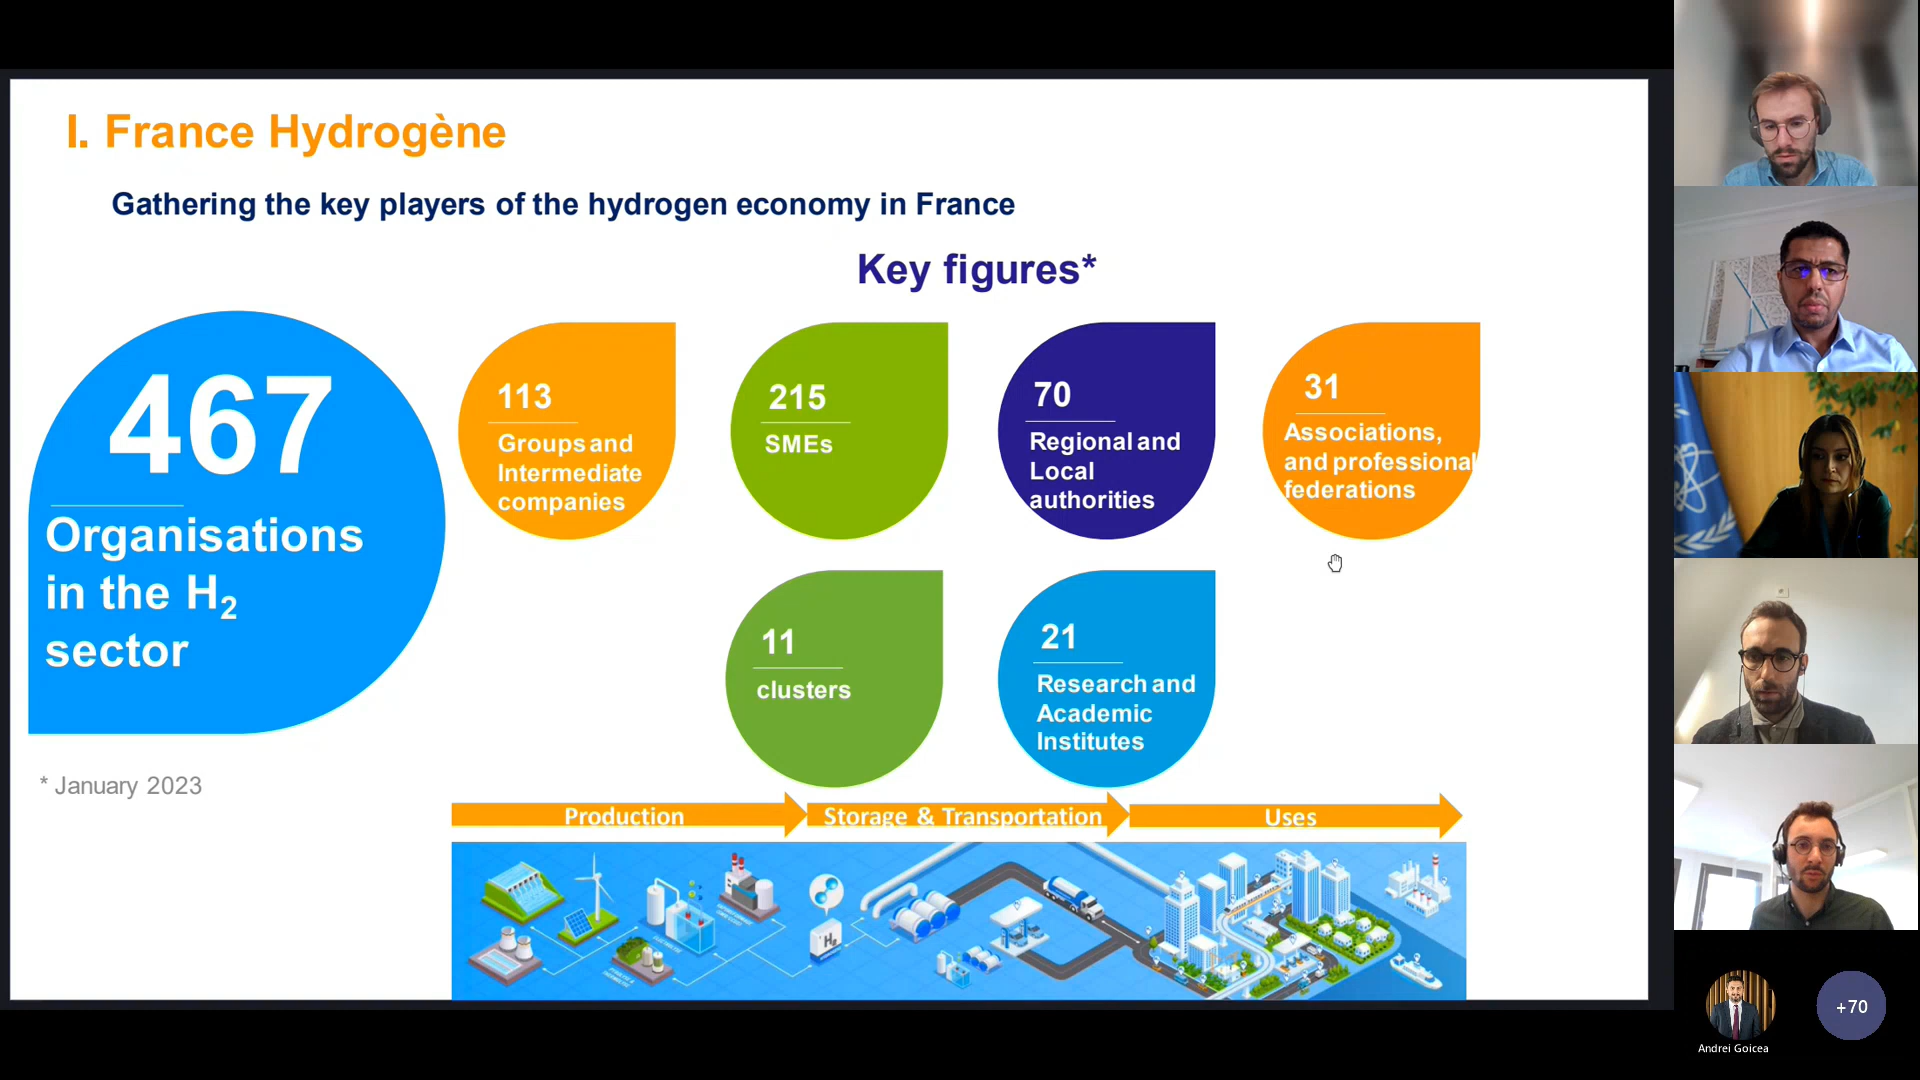 I. France Hydrogène
Gathering the key players of the hydrogen economy in France
Key figures*
467
Organisations
in the H₂
sector
113
Groups and
Intermediate
companies
215
SMEs
70
Regional and
Local
authorities
31
Associations,
and professional
federations
11
clusters
21
Research and
Academic
Institutes
* January 2023
Production
Storage & Transportation
Uses
H₂
Andrei Goicea
+70